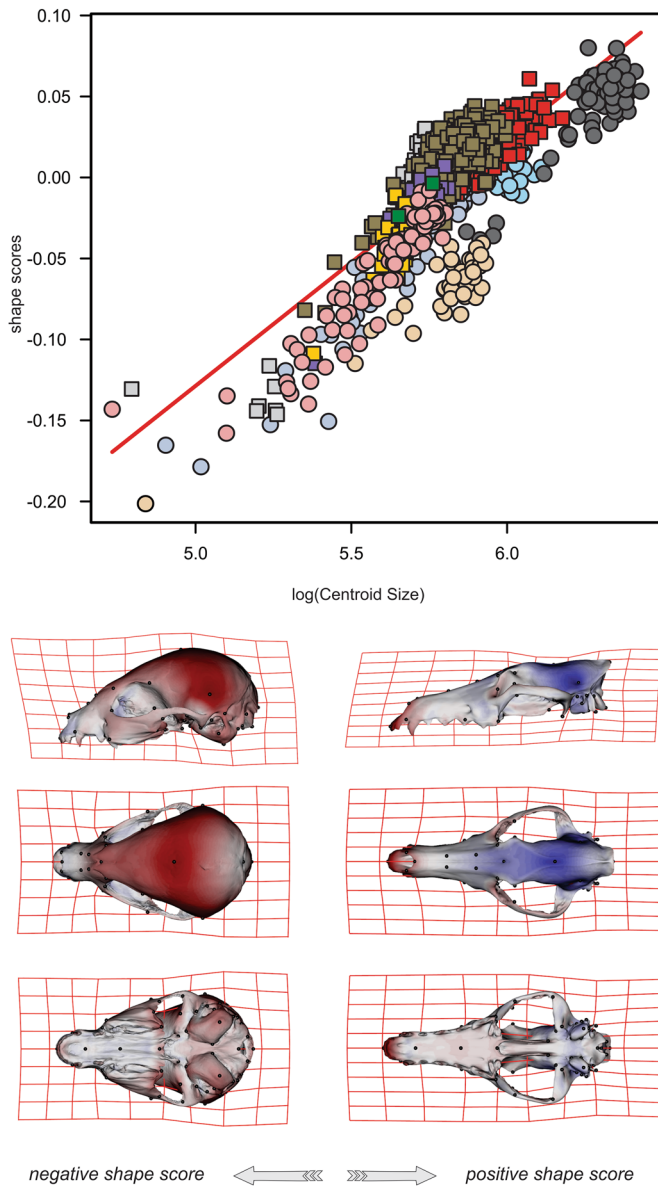 0.10
0.05
0.00
-0.05
-0.10
-0.15
-0.20
shape scores
5.0 5.5 6.0
log(Centroid Size)
negative shape score positive shape score